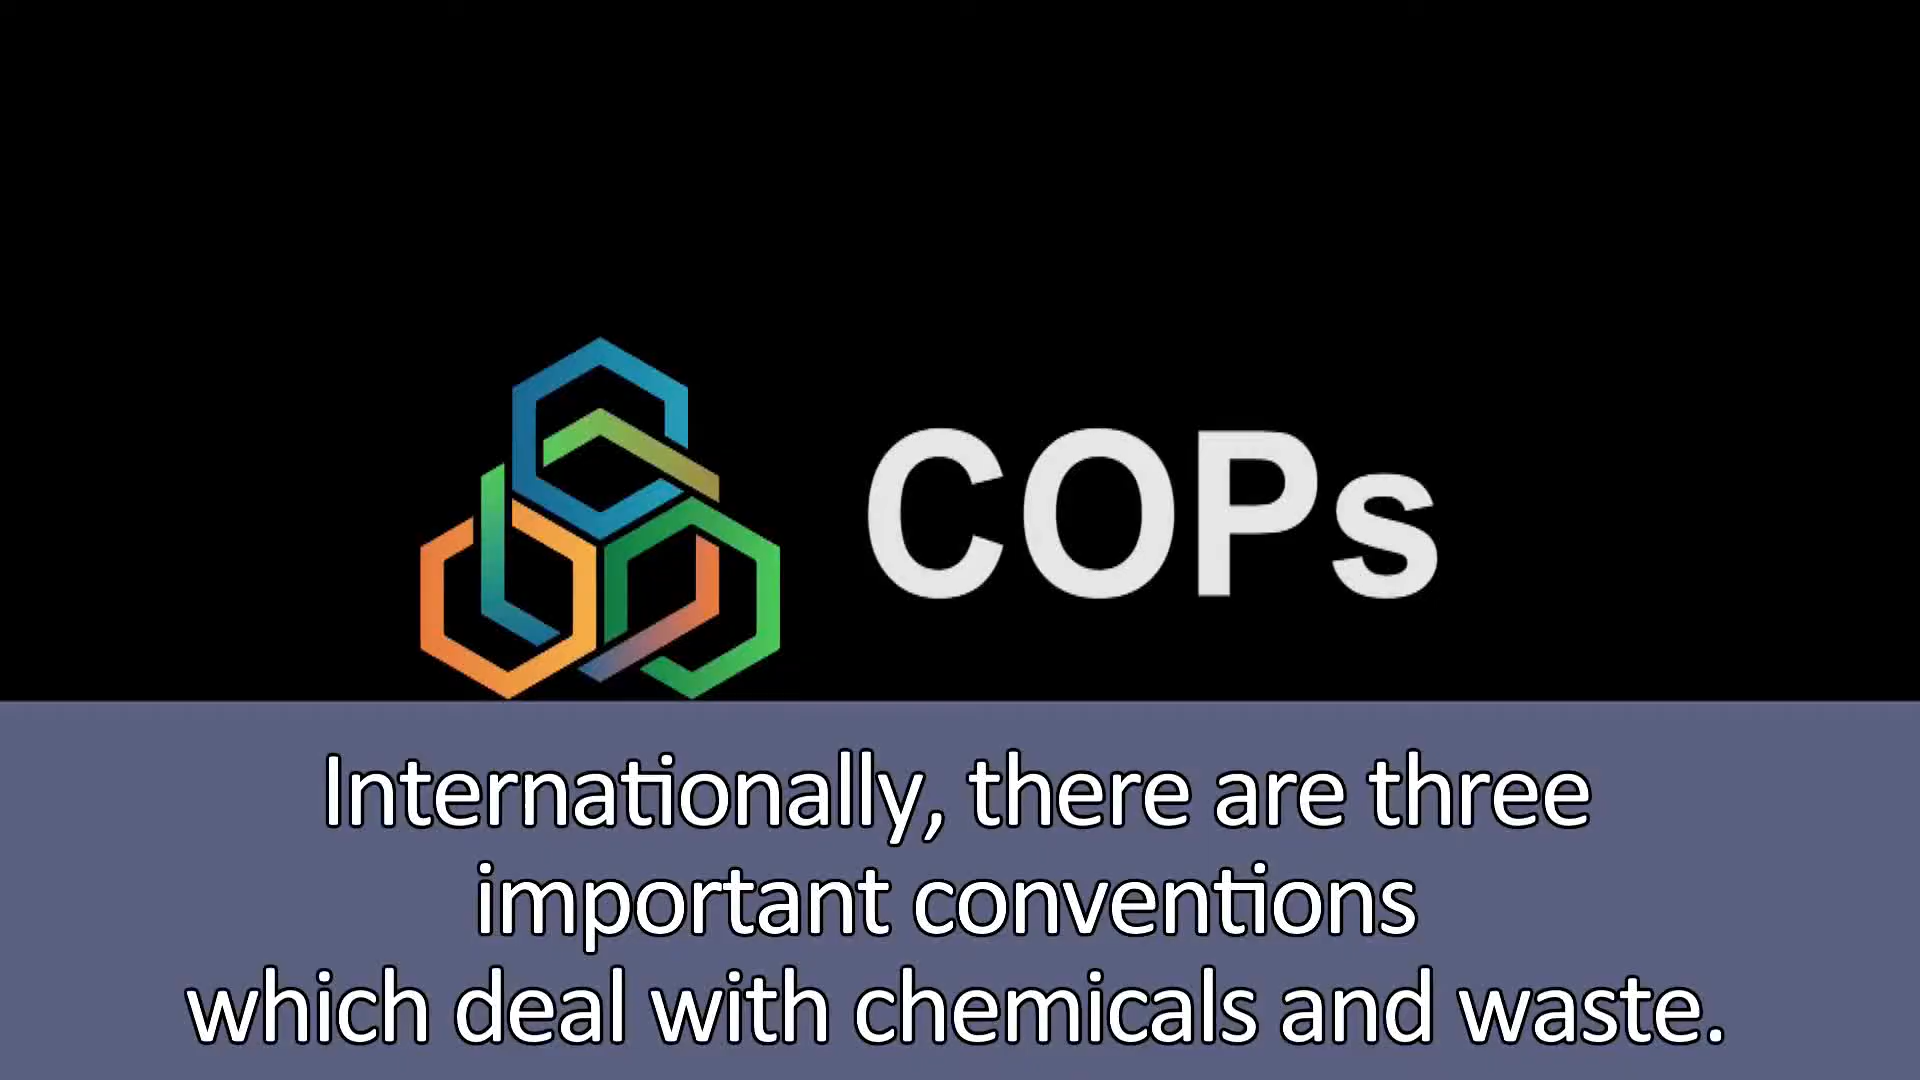 COPs
Internationally, there are three
important conventions
which deal with chemicals and waste.